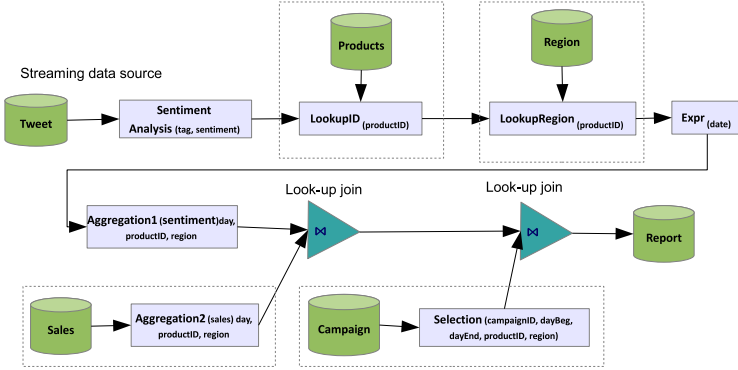 Products
Region
Streaming data source
Tweet
Sentiment
Analysis (tag, sentiment)
LookupID (productID)
LookupRegion (productID)
Expr (date)
Look-up join
Look-up join
Aggregation1 (sentiment)day,
productID, region
⋈
⋈
Report
Sales
Aggregation2 (sales) day,
productID, region
Campaign
Selection (campaignID, dayBeg,
dayEnd, productID, region)